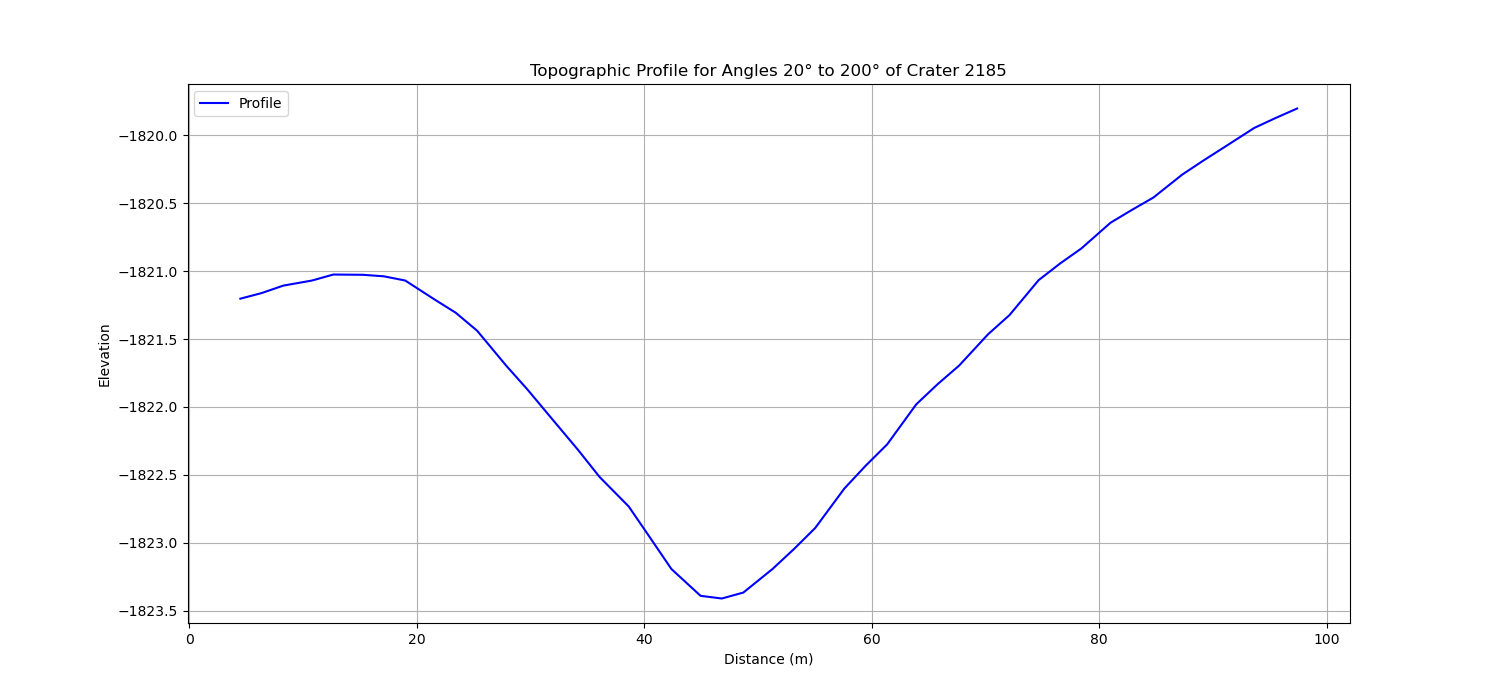 Topographic Profile for Angles 20° to 200° of Crater 2185
Profile
−1820.0
−1820.5
−1821.0
−1821.5
−1822.0
−1822.5
−1823.0
−1823.5
Elevation
0 20 40 60 80 100
Distance (m)